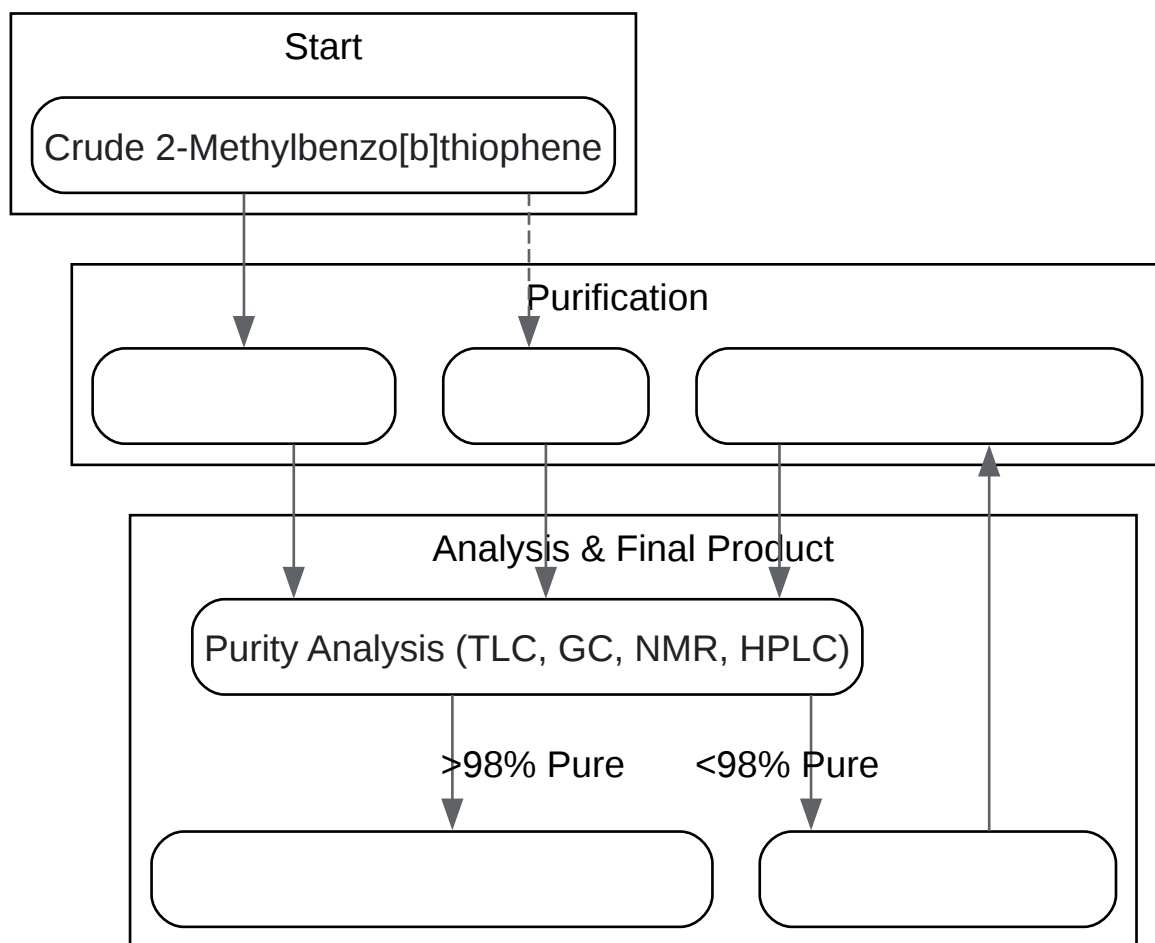 Start
Crude 2-Methylbenzo[b]thiophene
Purification
Analysis & Final Product
Purity Analysis (TLC, GC, NMR, HPLC)
>98% Pure
<98% Pure